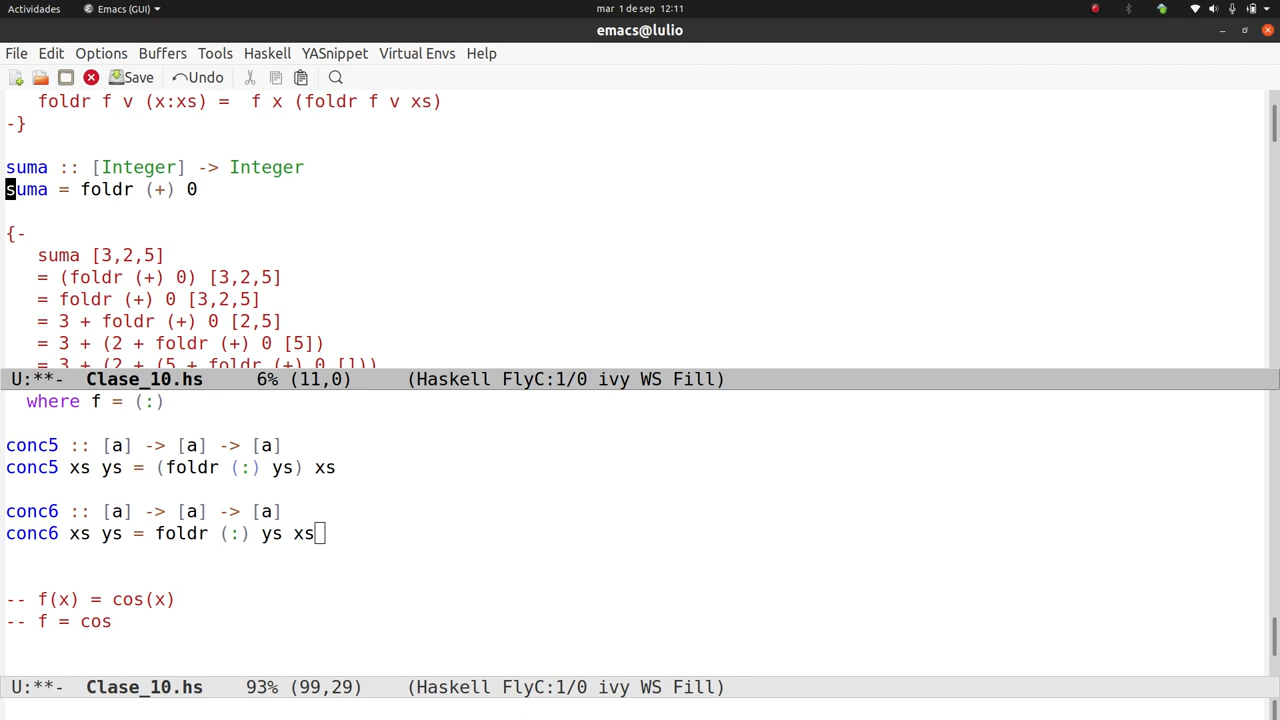 Actividades Emacs (GUI) mar 1 de sep 12:11
emacs@lulio
File Edit Options Buffers Tools Haskell YASnippet Virtual Envs Help
Save Undo
foldr f v (x:xs) =  f x (foldr f v xs)
-}
suma :: [Integer] -> Integer
suma = foldr (+) 0
{-
suma [3,2,5]
= (foldr (+) 0) [3,2,5]
= foldr (+) 0 [3,2,5]
= 3 + foldr (+) 0 [2,5]
= 3 + (2 + foldr (+) 0 [5])
= 3 + (2 + (5 + foldr (+) 0 []))
U:**-  Clase_10.hs     6% (11,0)     (Haskell FlyC:1/0 ivy WS Fill)
where f = (:)
conc5 :: [a] -> [a] -> [a]
conc5 xs ys = (foldr (:) ys) xs
conc6 :: [a] -> [a] -> [a]
conc6 xs ys = foldr (:) ys xs
-- f(x) = cos(x)
-- f = cos
U:**-  Clase_10.hs    93% (99,29)    (Haskell FlyC:1/0 ivy WS Fill)